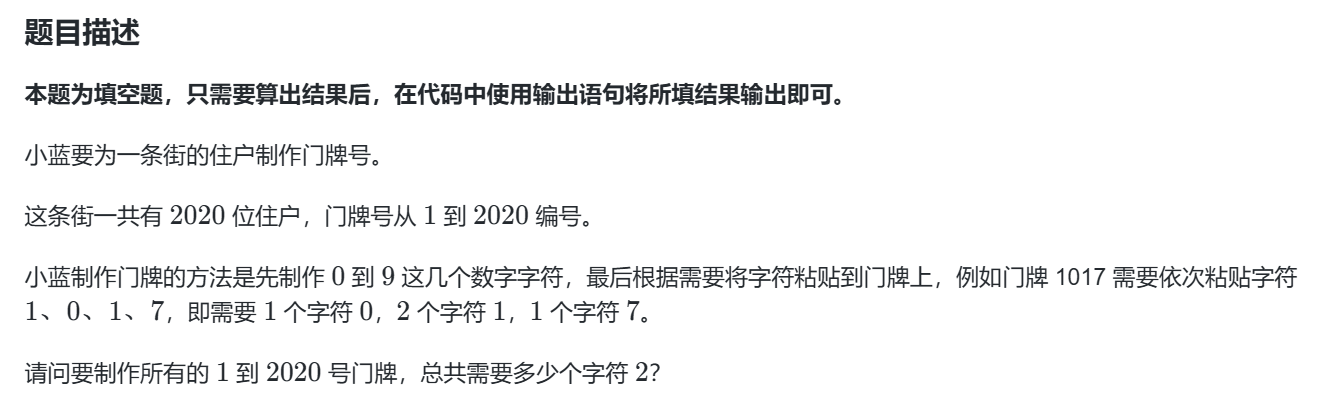 题目描述
本题为填空题，只需要算出结果后，在代码中使用输出语句将所填结果输出即可。
小蓝要为一条街的住户制作门牌号。
这条街一共有 2020 位住户，门牌号从 1 到 2020 编号。
小蓝制作门牌的方法是先制作 0 到 9 这几个数字字符，最后根据需要将字符粘贴到门牌上，例如门牌 1017 需要依次粘贴字符
1、0、1、7，即需要 1 个字符 0，2 个字符 1，1 个字符 7。
请问要制作所有的 1 到 2020 号门牌，总共需要多少个字符 2？